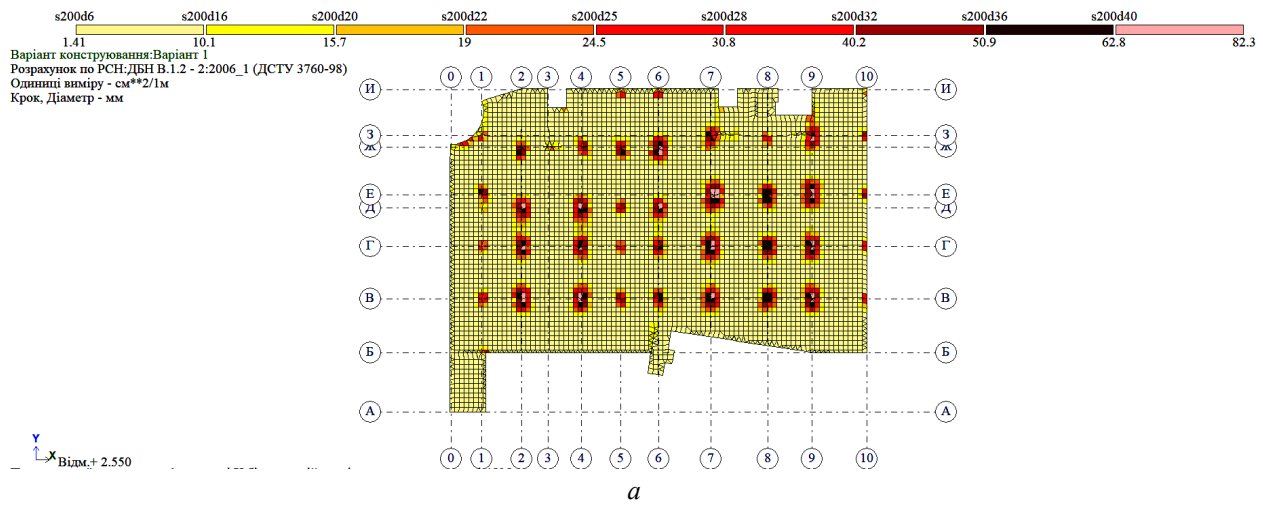 s200d6 s200d16 s200d20 s200d22 s200d25 s200d28 s200d32 s200d36 s200d40
1.41 10.1 15.7 19 24.5 30.8 40.2 50.9 62.8 82.3
Варіант конструювання:Варіант 1
Розрахунок по РСН:ДБН В.1.2 - 2:2006_1 (ДСТУ 3760-98)
Одиниці виміру - см**2/1м
Крок, Діаметр - мм
0 1 2 3 4 5 6 7 8 9 10
И И
З З
Ж Ж
Е Е
Д Д
Г Г
В В
Б Б
А А
Y
X
Відм.+ 2.550
0 1 2 3 4 5 6 7 8 9 10
а